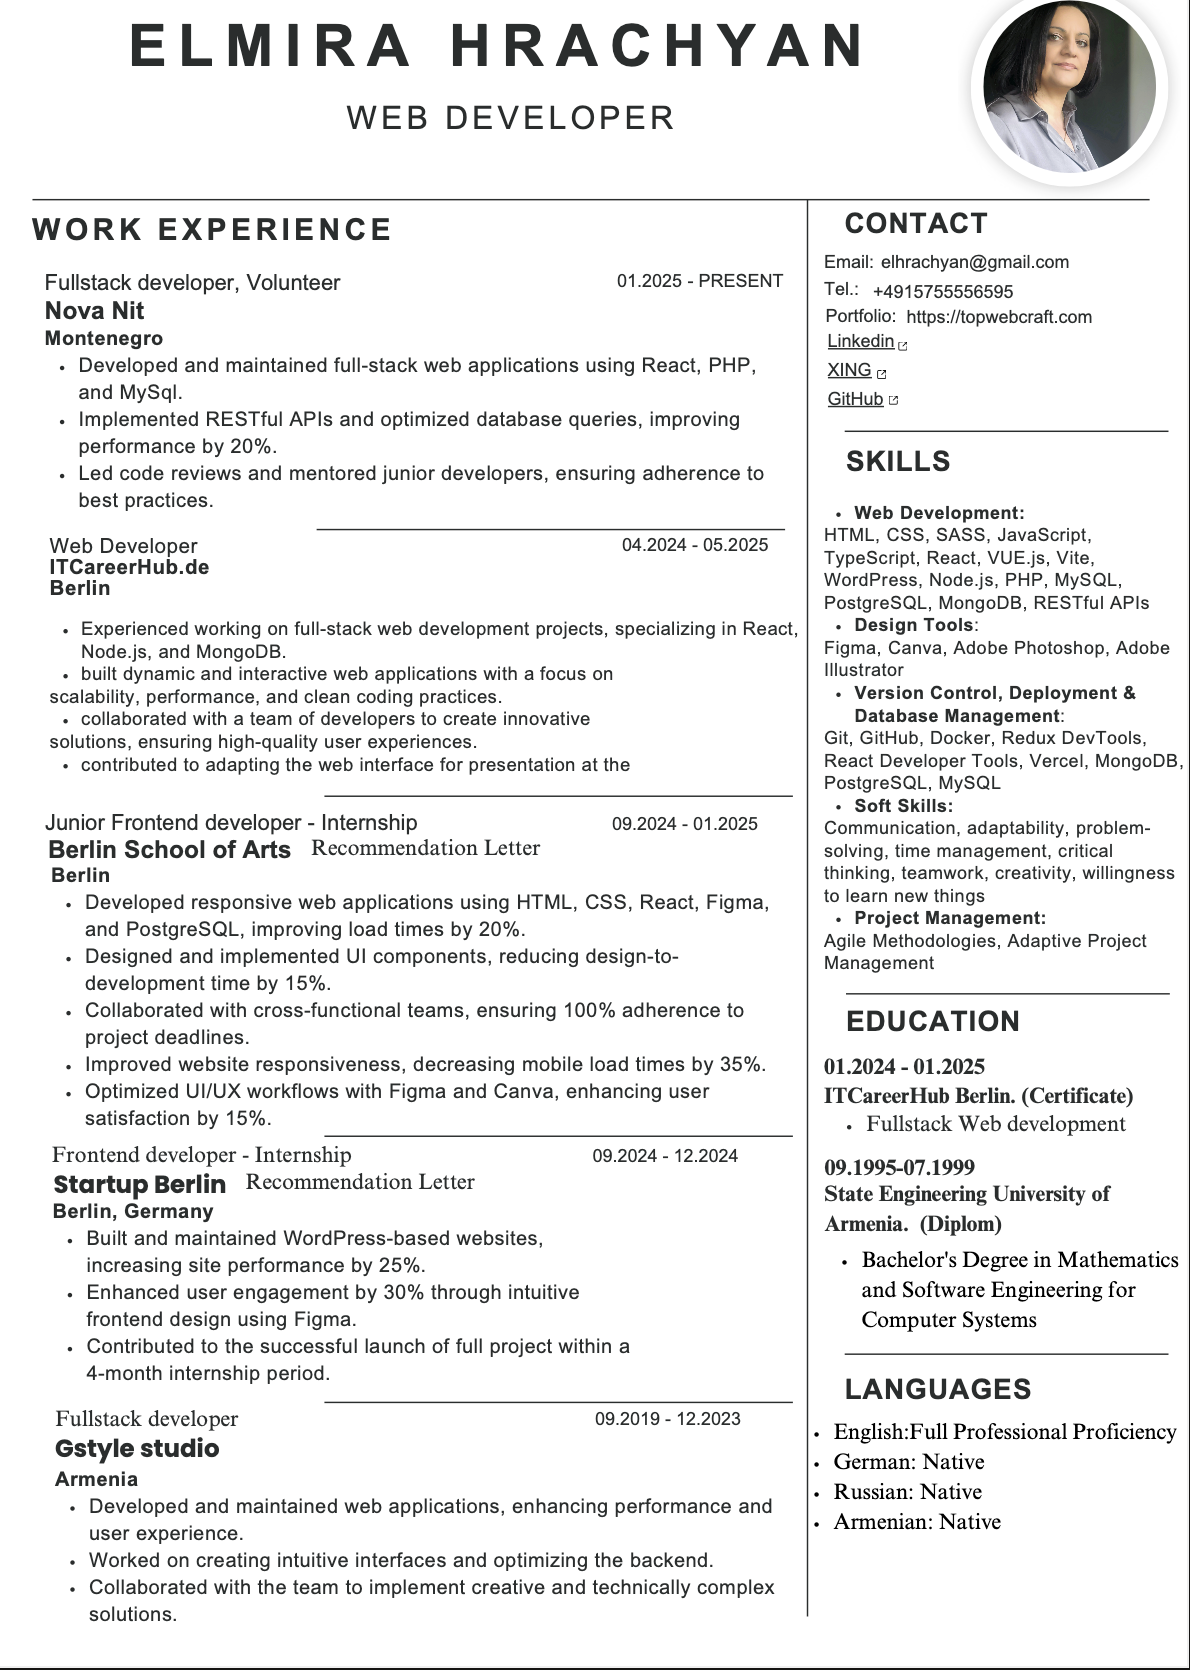 ELMIRA HRACHYAN
WEB DEVELOPER
WORK EXPERIENCE
Fullstack developer, Volunteer
01.2025 - PRESENT
Nova Nit
Montenegro
• Developed and maintained full-stack web applications using React, PHP,
and MySql.
• Implemented RESTful APIs and optimized database queries, improving
performance by 20%.
• Led code reviews and mentored junior developers, ensuring adherence to
best practices.
Web Developer
04.2024 - 05.2025
ITCareerHub.de
Berlin
• Experienced working on full-stack web development projects, specializing in React,
Node.js, and MongoDB.
• built dynamic and interactive web applications with a focus on
scalability, performance, and clean coding practices.
• collaborated with a team of developers to create innovative
solutions, ensuring high-quality user experiences.
• contributed to adapting the web interface for presentation at the
Junior Frontend developer - Internship
09.2024 - 01.2025
Berlin School of Arts Recommendation Letter
Berlin
• Developed responsive web applications using HTML, CSS, React, Figma,
and PostgreSQL, improving load times by 20%.
• Designed and implemented UI components, reducing design-to-
development time by 15%.
• Collaborated with cross-functional teams, ensuring 100% adherence to
project deadlines.
• Improved website responsiveness, decreasing mobile load times by 35%.
• Optimized UI/UX workflows with Figma and Canva, enhancing user
satisfaction by 15%.
Frontend developer - Internship
09.2024 - 12.2024
Startup Berlin Recommendation Letter
Berlin, Germany
• Built and maintained WordPress-based websites,
increasing site performance by 25%.
• Enhanced user engagement by 30% through intuitive
frontend design using Figma.
• Contributed to the successful launch of full project within a
4-month internship period.
Fullstack developer
09.2019 - 12.2023
Gstyle studio
Armenia
• Developed and maintained web applications, enhancing performance and
user experience.
• Worked on creating intuitive interfaces and optimizing the backend.
• Collaborated with the team to implement creative and technically complex
solutions.
CONTACT
Email: elhrachyan@gmail.com
Tel.: +4915755556595
Portfolio: https://topwebcraft.com
Linkedin
XING
GitHub
SKILLS
• Web Development:
HTML, CSS, SASS, JavaScript,
TypeScript, React, VUE.js, Vite,
WordPress, Node.js, PHP, MySQL,
PostgreSQL, MongoDB, RESTful APIs
• Design Tools:
Figma, Canva, Adobe Photoshop, Adobe
Illustrator
• Version Control, Deployment &
Database Management:
Git, GitHub, Docker, Redux DevTools,
React Developer Tools, Vercel, MongoDB,
PostgreSQL, MySQL
• Soft Skills:
Communication, adaptability, problem-
solving, time management, critical
thinking, teamwork, creativity, willingness
to learn new things
• Project Management:
Agile Methodologies, Adaptive Project
Management
EDUCATION
01.2024 - 01.2025
ITCareerHub Berlin. (Certificate)
• Fullstack Web development
09.1995-07.1999
State Engineering University of
Armenia. (Diplom)
• Bachelor's Degree in Mathematics
and Software Engineering for
Computer Systems
LANGUAGES
• English:Full Professional Proficiency
• German: Native
• Russian: Native
• Armenian: Native